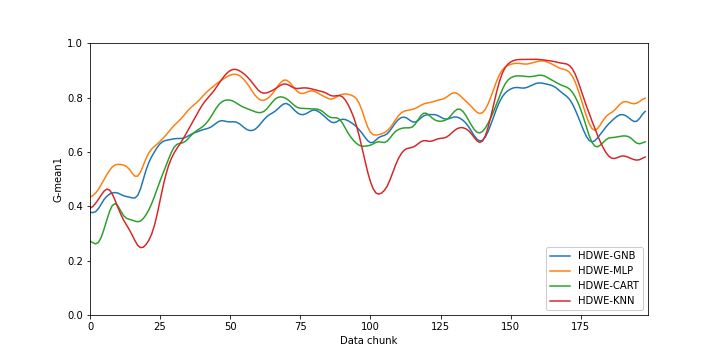 1.0
0.8
0.6
0.4
0.2
0.0
G-mean1
0 25 50 75 100 125 150 175
Data chunk
HDWE-GNB
HDWE-MLP
HDWE-CART
HDWE-KNN